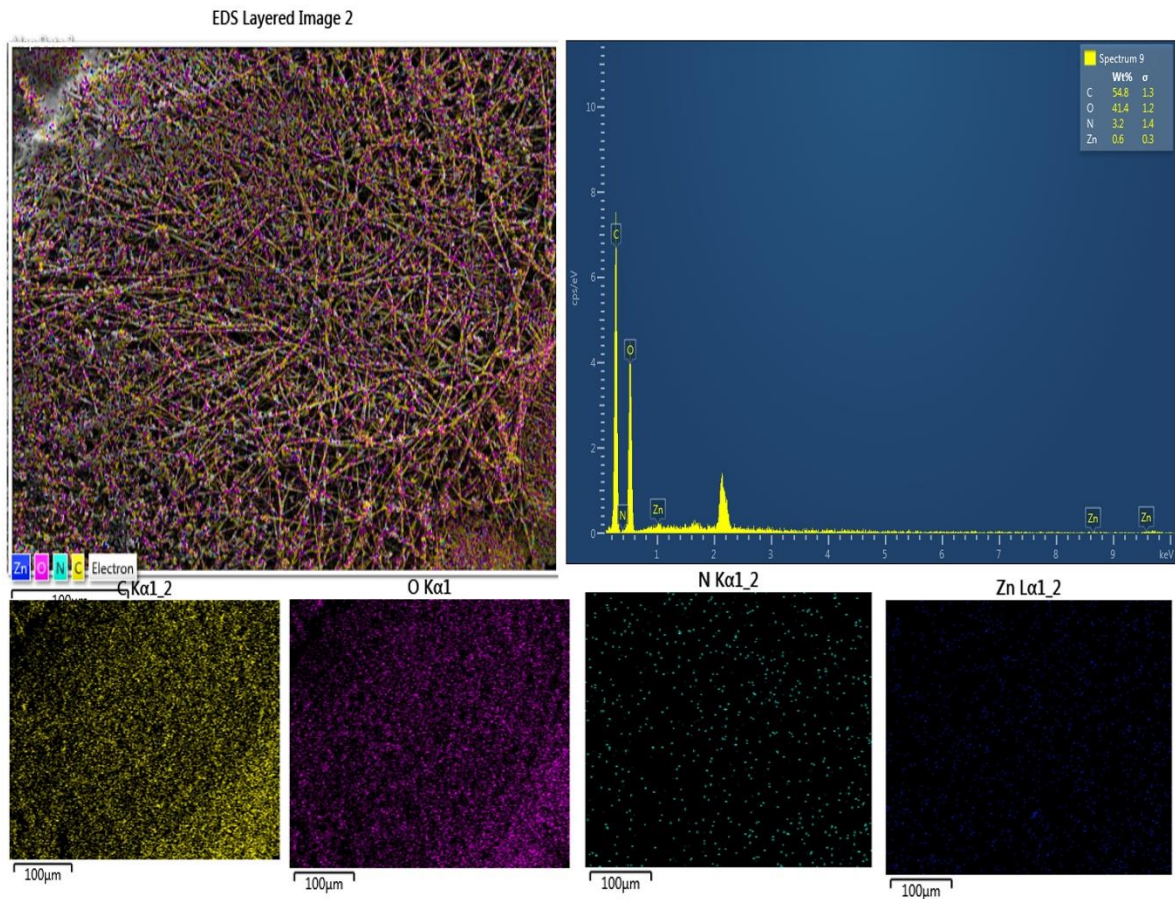 EDS Layered Image 2
Zn O N C Electron
100µm
Spectrum 9
Wt% σ
C 54.8 1.3
O 41.4 1.2
N 3.2 1.4
Zn 0.6 0.3
cps/eV
10
8
6
4
2
0
C
O
N
Zn
Zn
Zn
1 2 3 4 5 6 7 8 9 keV
C Kα1_2
100µm
O Kα1
100µm
N Kα1_2
100µm
Zn Lα1_2
100µm